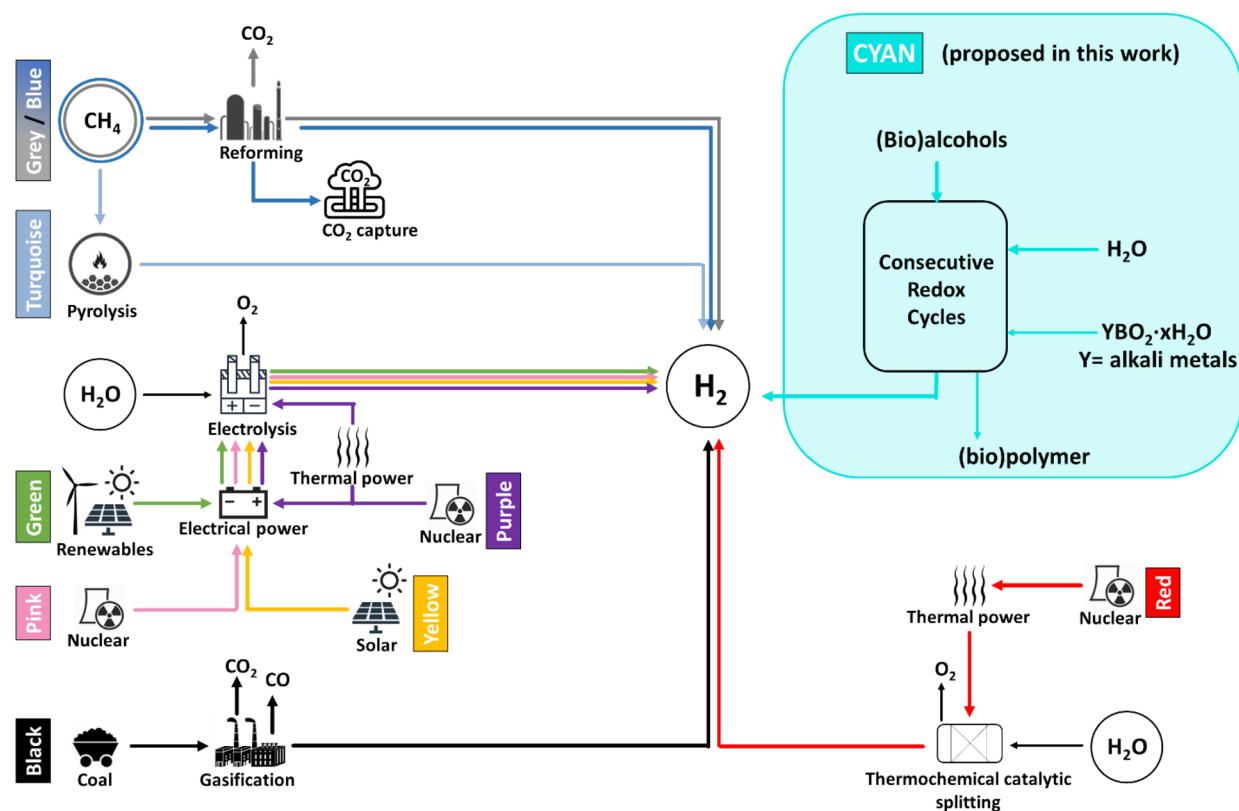 CO₂
CYAN (proposed in this work)
Grey / Blue
CH₄
Reforming
(Bio)alcohols
CO₂
CO₂ capture
Turquoise
Pyrolysis
Consecutive
Redox
Cycles
H₂O
YBO₂·xH₂O
Y= alkali metals
O₂
H₂O
Electrolysis
H₂
(bio)polymer
Thermal power
Green
Renewables
Electrical power
Nuclear
Purple
Pink
Nuclear
Solar
Yellow
Thermal power
Nuclear
Red
CO₂
CO
O₂
Black
Coal
Gasification
H₂O
Thermochemical catalytic
splitting